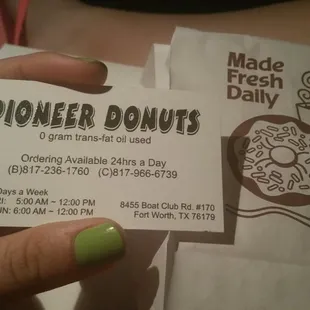 PIONEER DONUTS
0 gram trans-fat oil used
Ordering Available 24hrs a Day
(B)817-236-1760 (C)817-966-6739
Days a Week
5:00 AM ~ 12:00 PM
6:00 AM ~ 12:00 PM
8455 Boat Club Rd. #170
Fort Worth, TX 76179
Made
Fresh
Daily